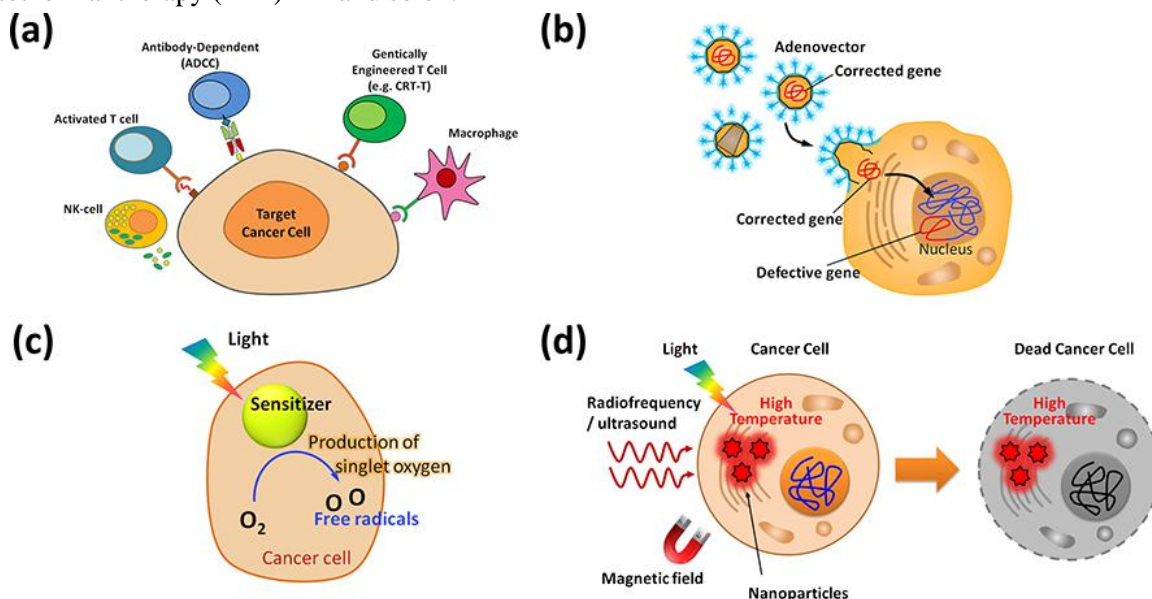 (a)
Antibody-Dependent
(ADCC)
Gentically
Engineered T Cell
(e.g. CRT-T)
Activated T cell
Macrophage
NK-cell
Target
Cancer Cell
(b)
Adenovector
Corrected gene
Corrected gene
Nucleus
Defective gene
(c)
Light
Sensitizer
Production of
singlet oxygen
O2
O O
Free radicals
Cancer cell
(d)
Light
Cancer Cell
Dead Cancer Cell
Radiofrequency
/ ultrasound
High
Temperature
High
Temperature
Magnetic field
Nanoparticles